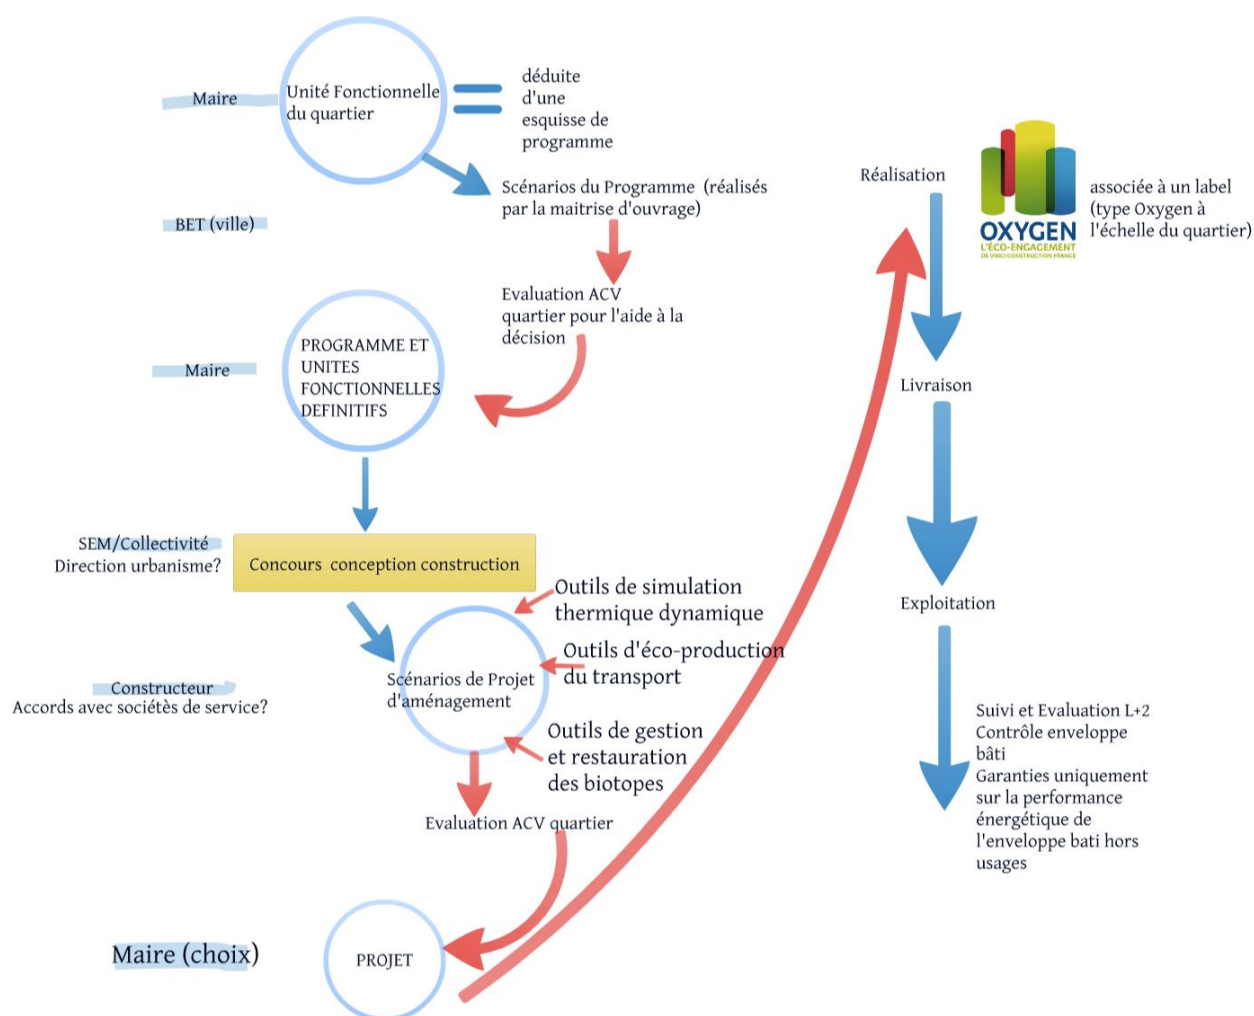 Maire
Unité Fonctionnelle
du quartier
déduite
d'une
esquisse de
programme
Scénarios du Programme (réalisés
par la maitrise d'ouvrage)
BET (ville)
Evaluation ACV
quartier pour l'aide à la
décision
Maire
PROGRAMME ET
UNITES
FONCTIONNELLES
DEFINITIFS
SEM/Collectivité
Direction urbanisme?
Concours conception construction
Outils de simulation
thermique dynamique
Outils d'éco-production
du transport
Scénarios de Projet
d'aménagement
Constructeur
Accords avec sociétès de service?
Outils de gestion
et restauration
des biotopes
Evaluation ACV quartier
Maire (choix)
PROJET
Réalisation
OXYGEN
L'ÉCO-ENGAGEMENT
DE VINCI CONSTRUCTION FRANCE
associée à un label
(type Oxygen à
l'échelle du quartier)
Livraison
Exploitation
Suivi et Evaluation L+2
Contrôle enveloppe
bâti
Garanties uniquement
sur la performance
énergétique de
l'enveloppe bati hors
usages